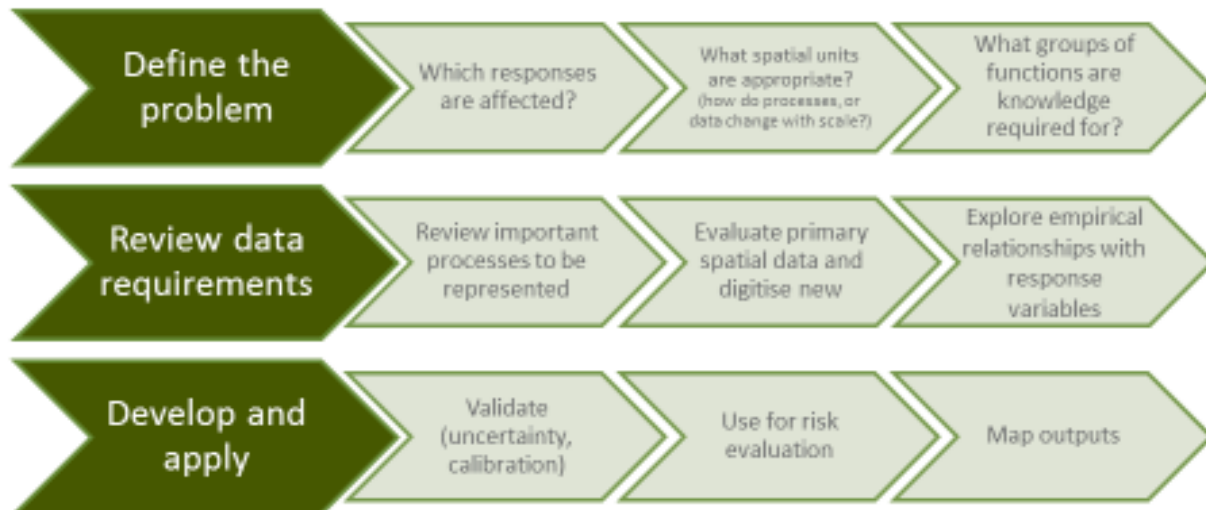 Define the
problem
Which responses
are affected?
What spatial units
are appropriate?
(how do processes, or
data change with scale?)
What groups of
functions are
knowledge
required for?
Review data
requirements
Review important
processes to be
represented
Evaluate primary
spatial data and
digitise new
Explore empirical
relationships with
response
variables
Develop and
apply
Validate
(uncertainty,
calibration)
Use for risk
evaluation
Map outputs